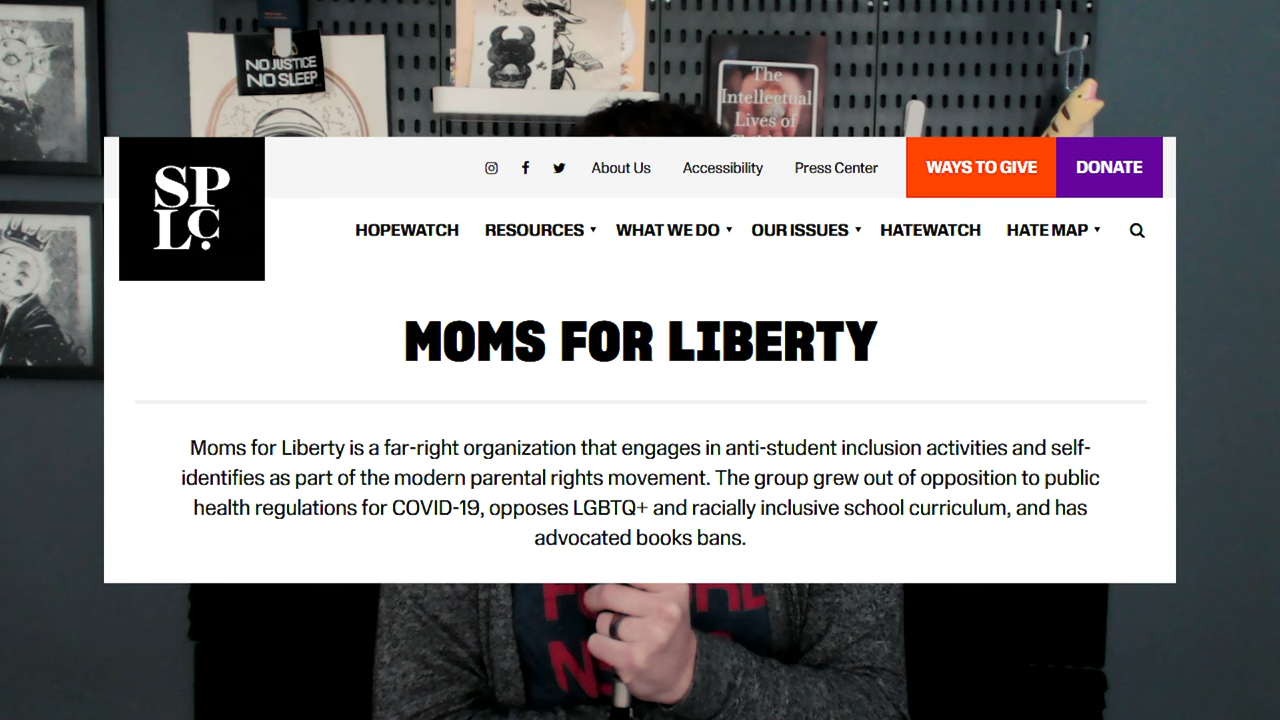 NO JUSTICE
NO SLEEP
The
Intellectual
Lives of
SPLC
About Us
Accessibility
Press Center
WAYS TO GIVE
DONATE
HOPEWATCH
RESOURCES
WHAT WE DO
OUR ISSUES
HATEWATCH
HATE MAP
MOMS FOR LIBERTY
Moms for Liberty is a far-right organization that engages in anti-student inclusion activities and self-
identifies as part of the modern parental rights movement. The group grew out of opposition to public
health regulations for COVID-19, opposes LGBTQ+ and racially inclusive school curriculum, and has
advocated books bans.